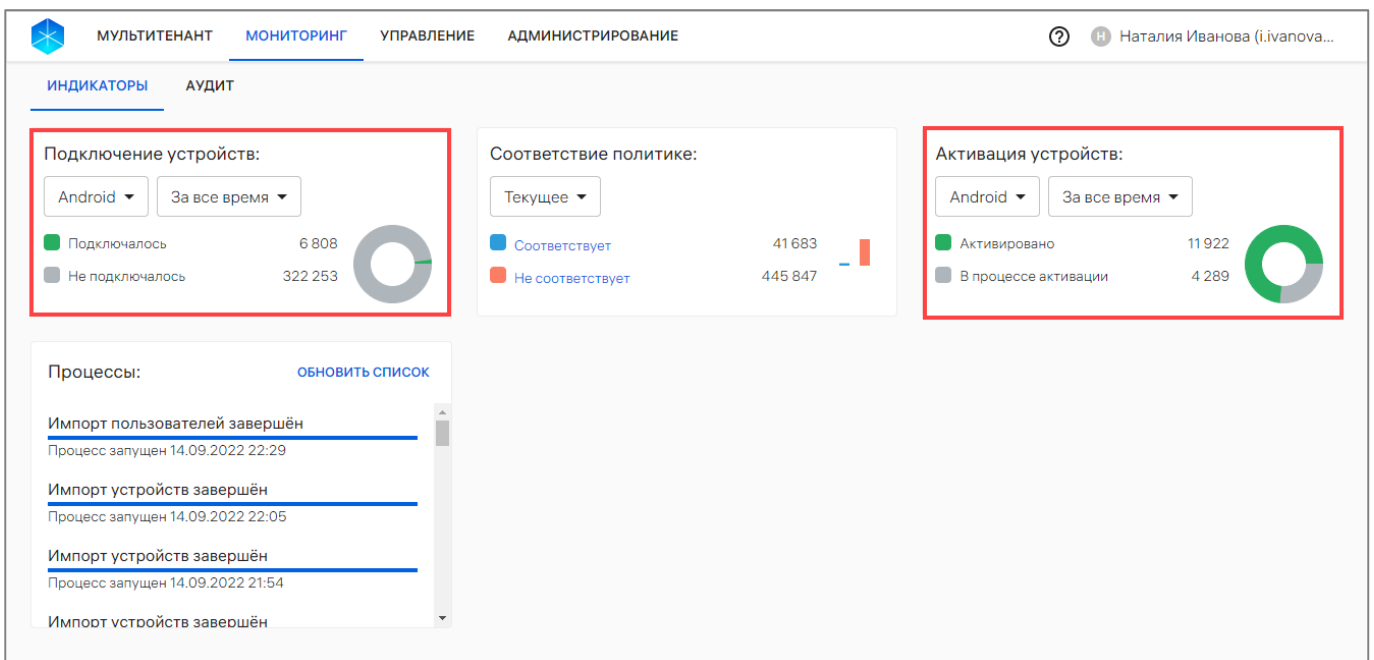 МУЛЬТИТЕНАНТ МОНИТОРИНГ УПРАВЛЕНИЕ АДМИНИСТРИРОВАНИЕ ? Н Наталия Иванова (i.ivanova...
ИНДИКАТОРЫ АУДИТ
Подключение устройств:
Android За все время
Подключалось 6 808
Не подключалось 322 253
Соответствие политике:
Текущее
Соответствует 41 683
Не соответствует 445 847
Активация устройств:
Android За все время
Активировано 11 922
В процессе активации 4 289
Процессы: ОБНОВИТЬ СПИСОК
Импорт пользователей завершён
Процесс запущен 14.09.2022 22:29
Импорт устройств завершён
Процесс запущен 14.09.2022 22:05
Импорт устройств завершён
Процесс запущен 14.09.2022 21:54
Импорт устройств завершён